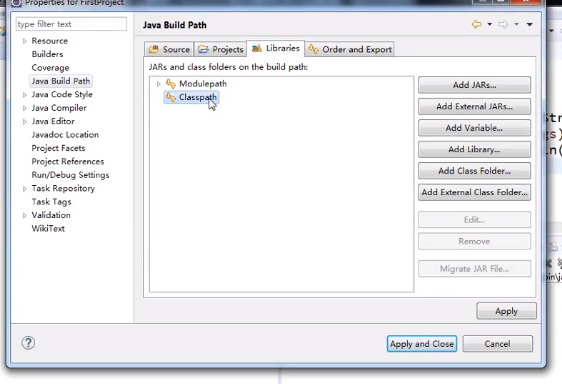 Properties for FirstProject
type filter text
Java Build Path
Resource
Builders
Coverage
Java Build Path
Java Code Style
Java Compiler
Java Editor
Javadoc Location
Project Facets
Project References
Run/Debug Settings
Task Repository
Task Tags
Validation
WikiText
Source
Projects
Libraries
Order and Export
JARs and class folders on the build path:
Modulepath
Classpath
Add JARs...
Add External JARs...
Add Variable...
Add Library...
Add Class Folder...
Add External Class Folder...
Edit...
Remove
Migrate JAR File...
Apply
Apply and Close
Cancel